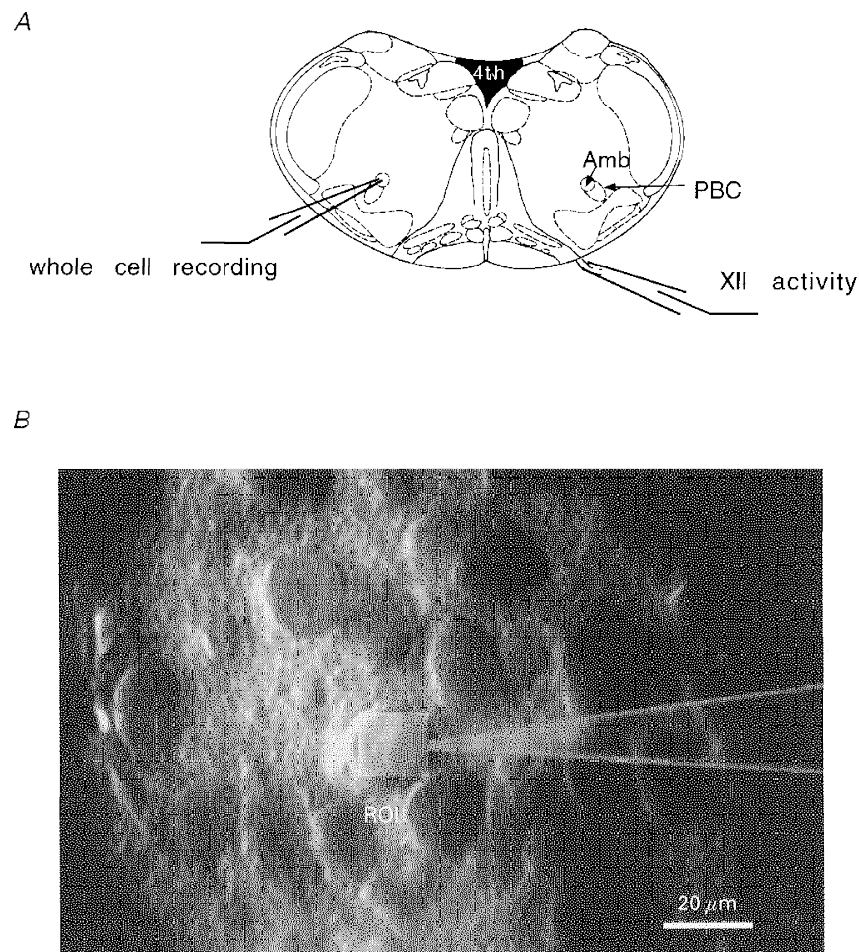 A
4th
Amb
PBC
whole cell recording
XII activity
B
ROI
20 μm